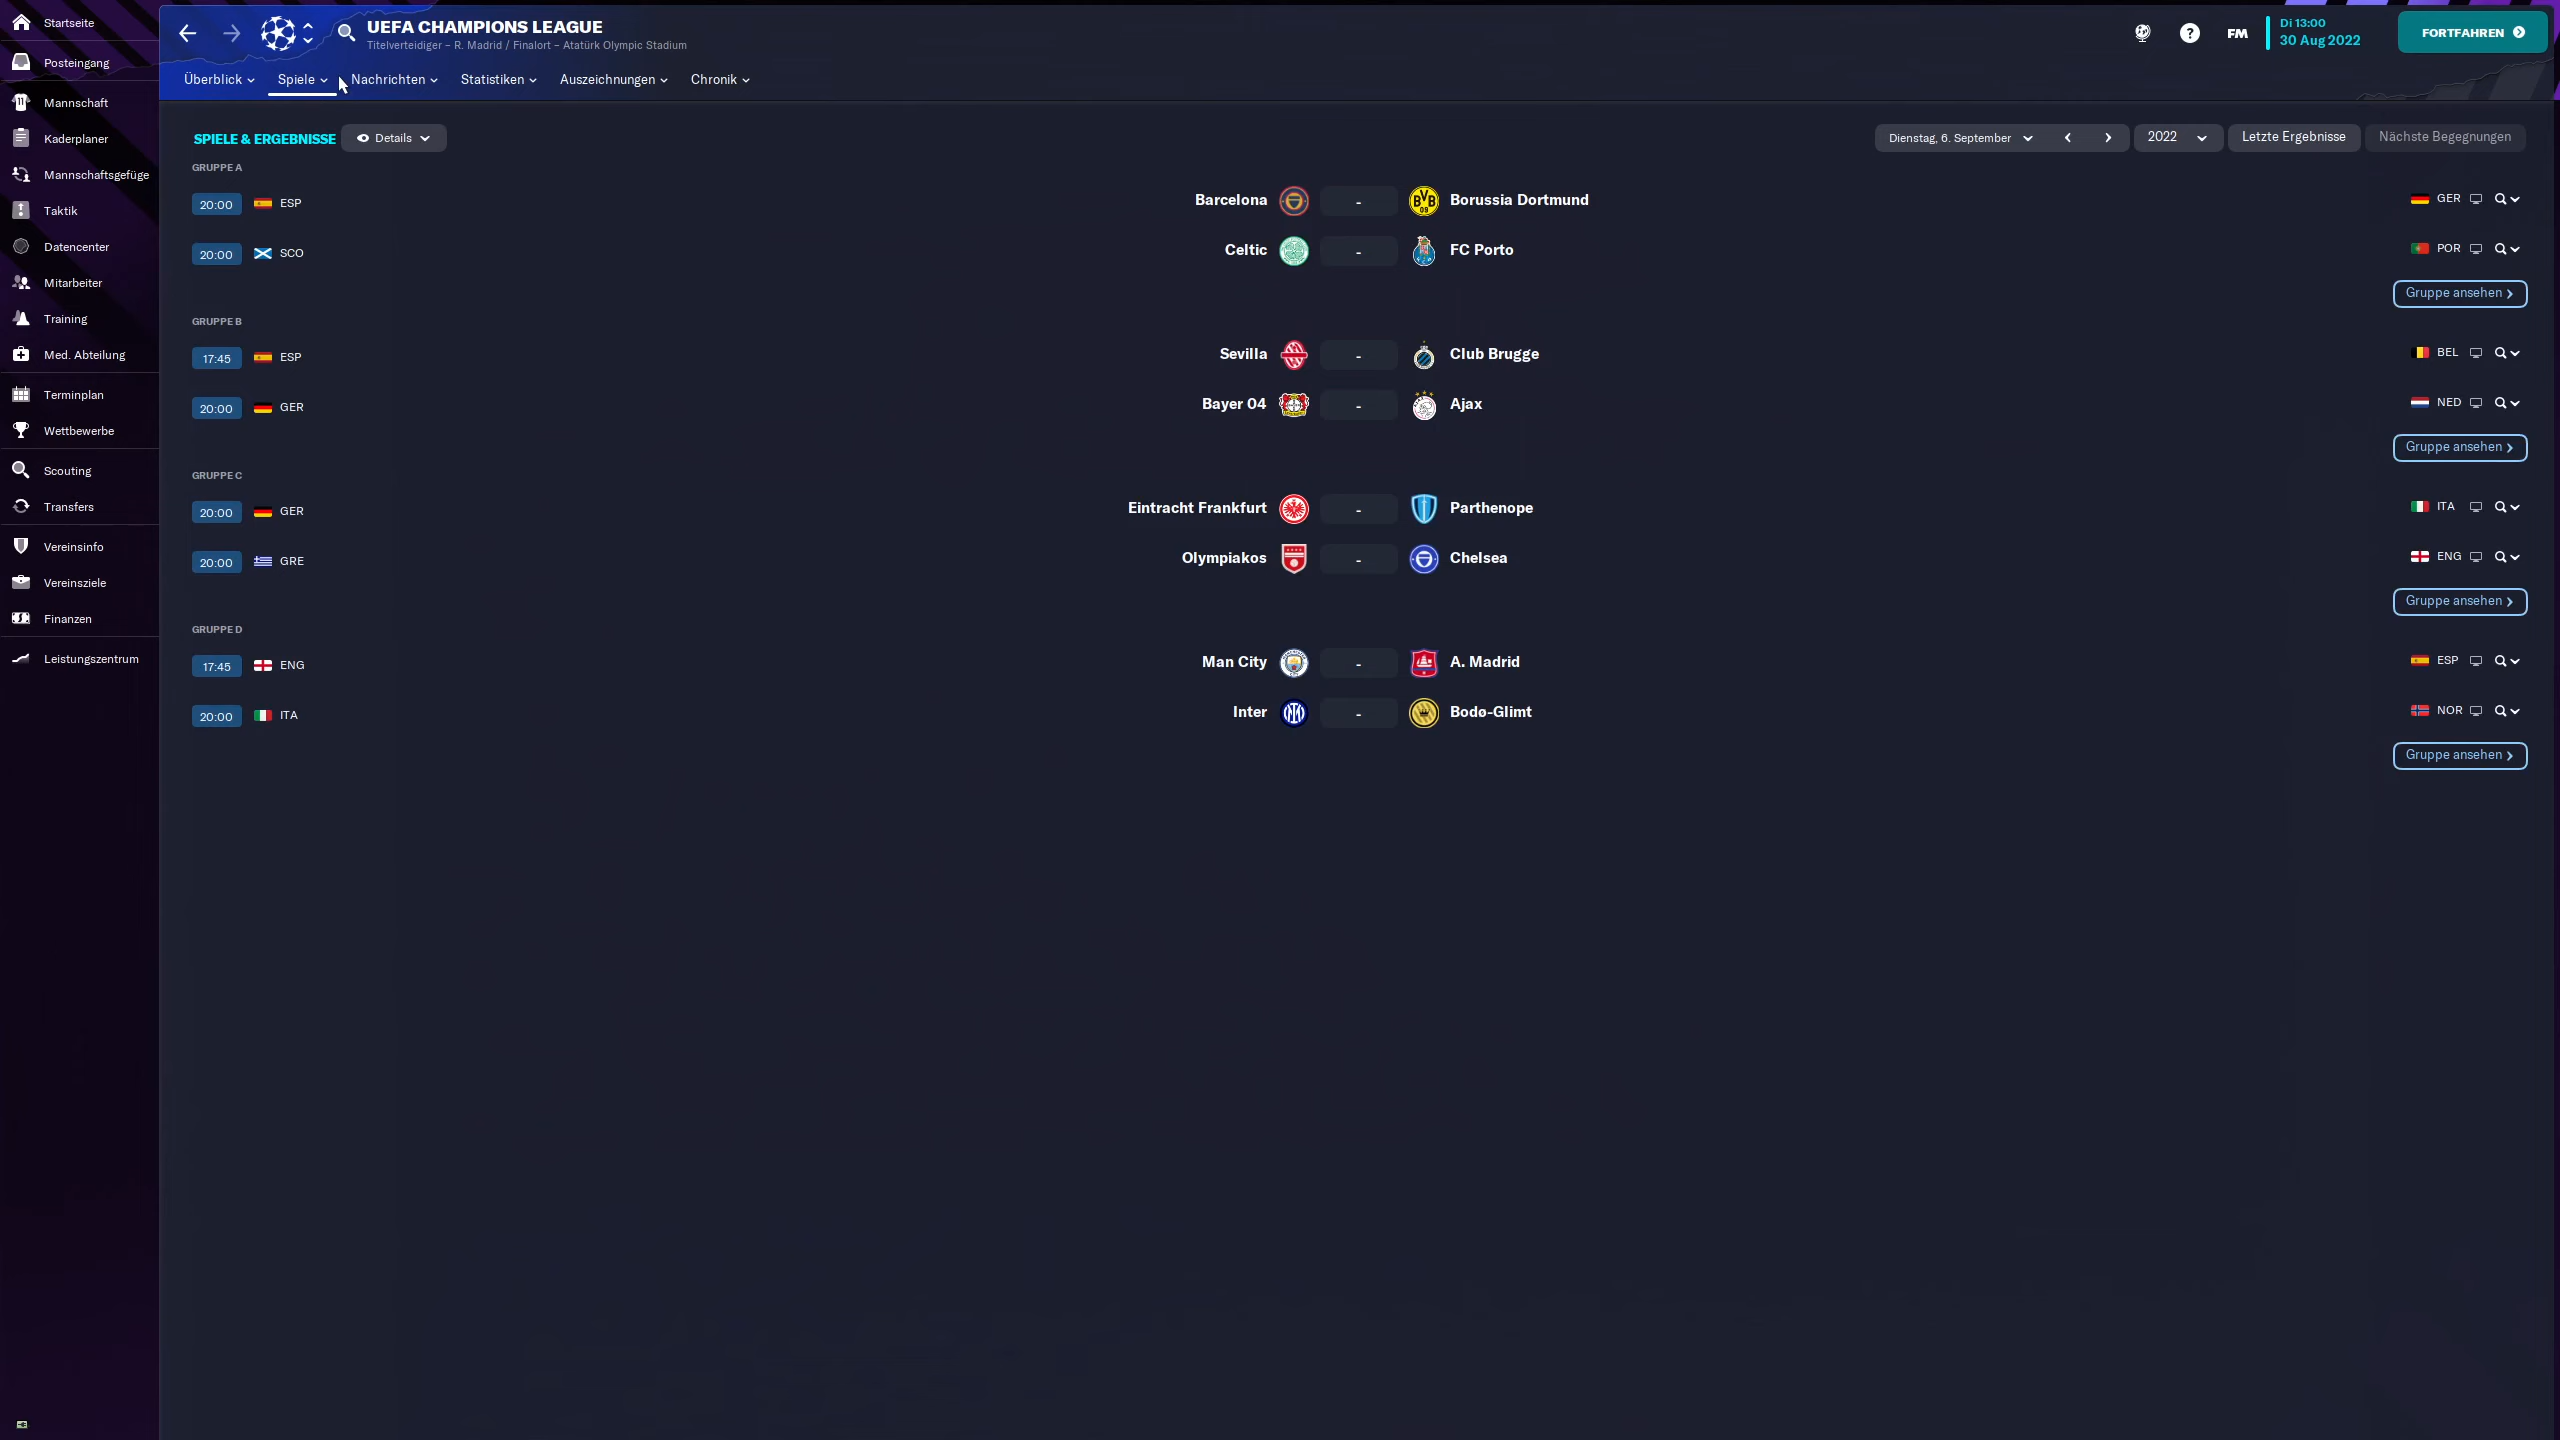 Startseite
Posteingang
Mannschaft
Kaderplaner
Mannschaftsgefüge
Taktik
Datencenter
Mitarbeiter
Training
Med. Abteilung
Terminplan
Wettbewerbe
Scouting
Transfers
Vereinsinfo
Vereinsziele
Finanzen
Leistungszentrum
UEFA CHAMPIONS LEAGUE
Titelverteidiger – R. Madrid / Finalort – Atatürk Olympic Stadium
FM
Di 13:00
30 Aug 2022
FORTFAHREN
Überblick Spiele Nachrichten Statistiken Auszeichnungen Chronik
SPIELE & ERGEBNISSE Details Dienstag, 6. September 2022 Letzte Ergebnisse Nächste Begegnungen
GRUPPE A
20:00 ESP Barcelona - Borussia Dortmund GER
20:00 SCO Celtic - FC Porto POR
Gruppe ansehen
GRUPPE B
17:45 ESP Sevilla - Club Brugge BEL
20:00 GER Bayer 04 - Ajax NED
Gruppe ansehen
GRUPPE C
20:00 GER Eintracht Frankfurt - Parthenope ITA
20:00 GRE Olympiakos - Chelsea ENG
Gruppe ansehen
GRUPPE D
17:45 ENG Man City - A. Madrid ESP
20:00 ITA Inter - Bodø-Glimt NOR
Gruppe ansehen